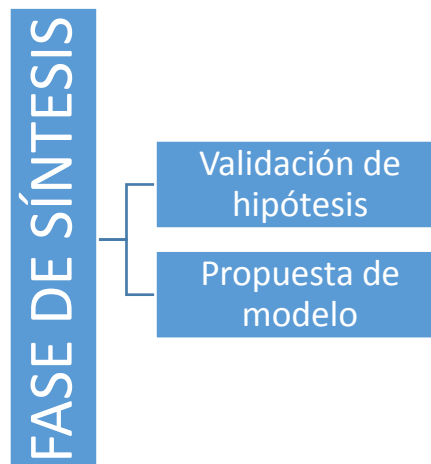 FASE DE SÍNTESIS
Validación de
hipótesis
Propuesta de
modelo